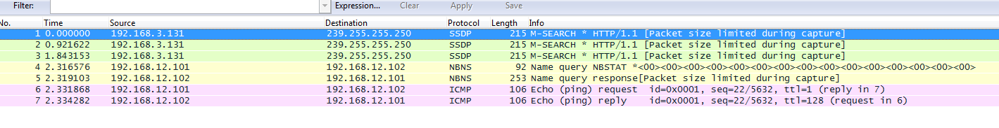 Filter: Expression... Clear Apply Save
No. Time Source Destination Protocol Length Info
1 0.000000 192.168.3.131 239.255.255.250 SSDP 215 M-SEARCH * HTTP/1.1 [Packet size limited during capture]
2 0.921622 192.168.3.131 239.255.255.250 SSDP 215 M-SEARCH * HTTP/1.1 [Packet size limited during capture]
3 1.843153 192.168.3.131 239.255.255.250 SSDP 215 M-SEARCH * HTTP/1.1 [Packet size limited during capture]
4 2.316576 192.168.12.101 192.168.12.102 NBNS 92 Name query NBSTAT *<00><00><00><00><00><00><00><00><00><00><00><00><00><00><00>
5 2.319103 192.168.12.102 192.168.12.101 NBNS 253 Name query response[Packet size limited during capture]
6 2.331868 192.168.12.101 192.168.12.102 ICMP 106 Echo (ping) request id=0x0001, seq=22/5632, ttl=1 (reply in 7)
7 2.334282 192.168.12.102 192.168.12.101 ICMP 106 Echo (ping) reply id=0x0001, seq=22/5632, ttl=128 (request in 6)